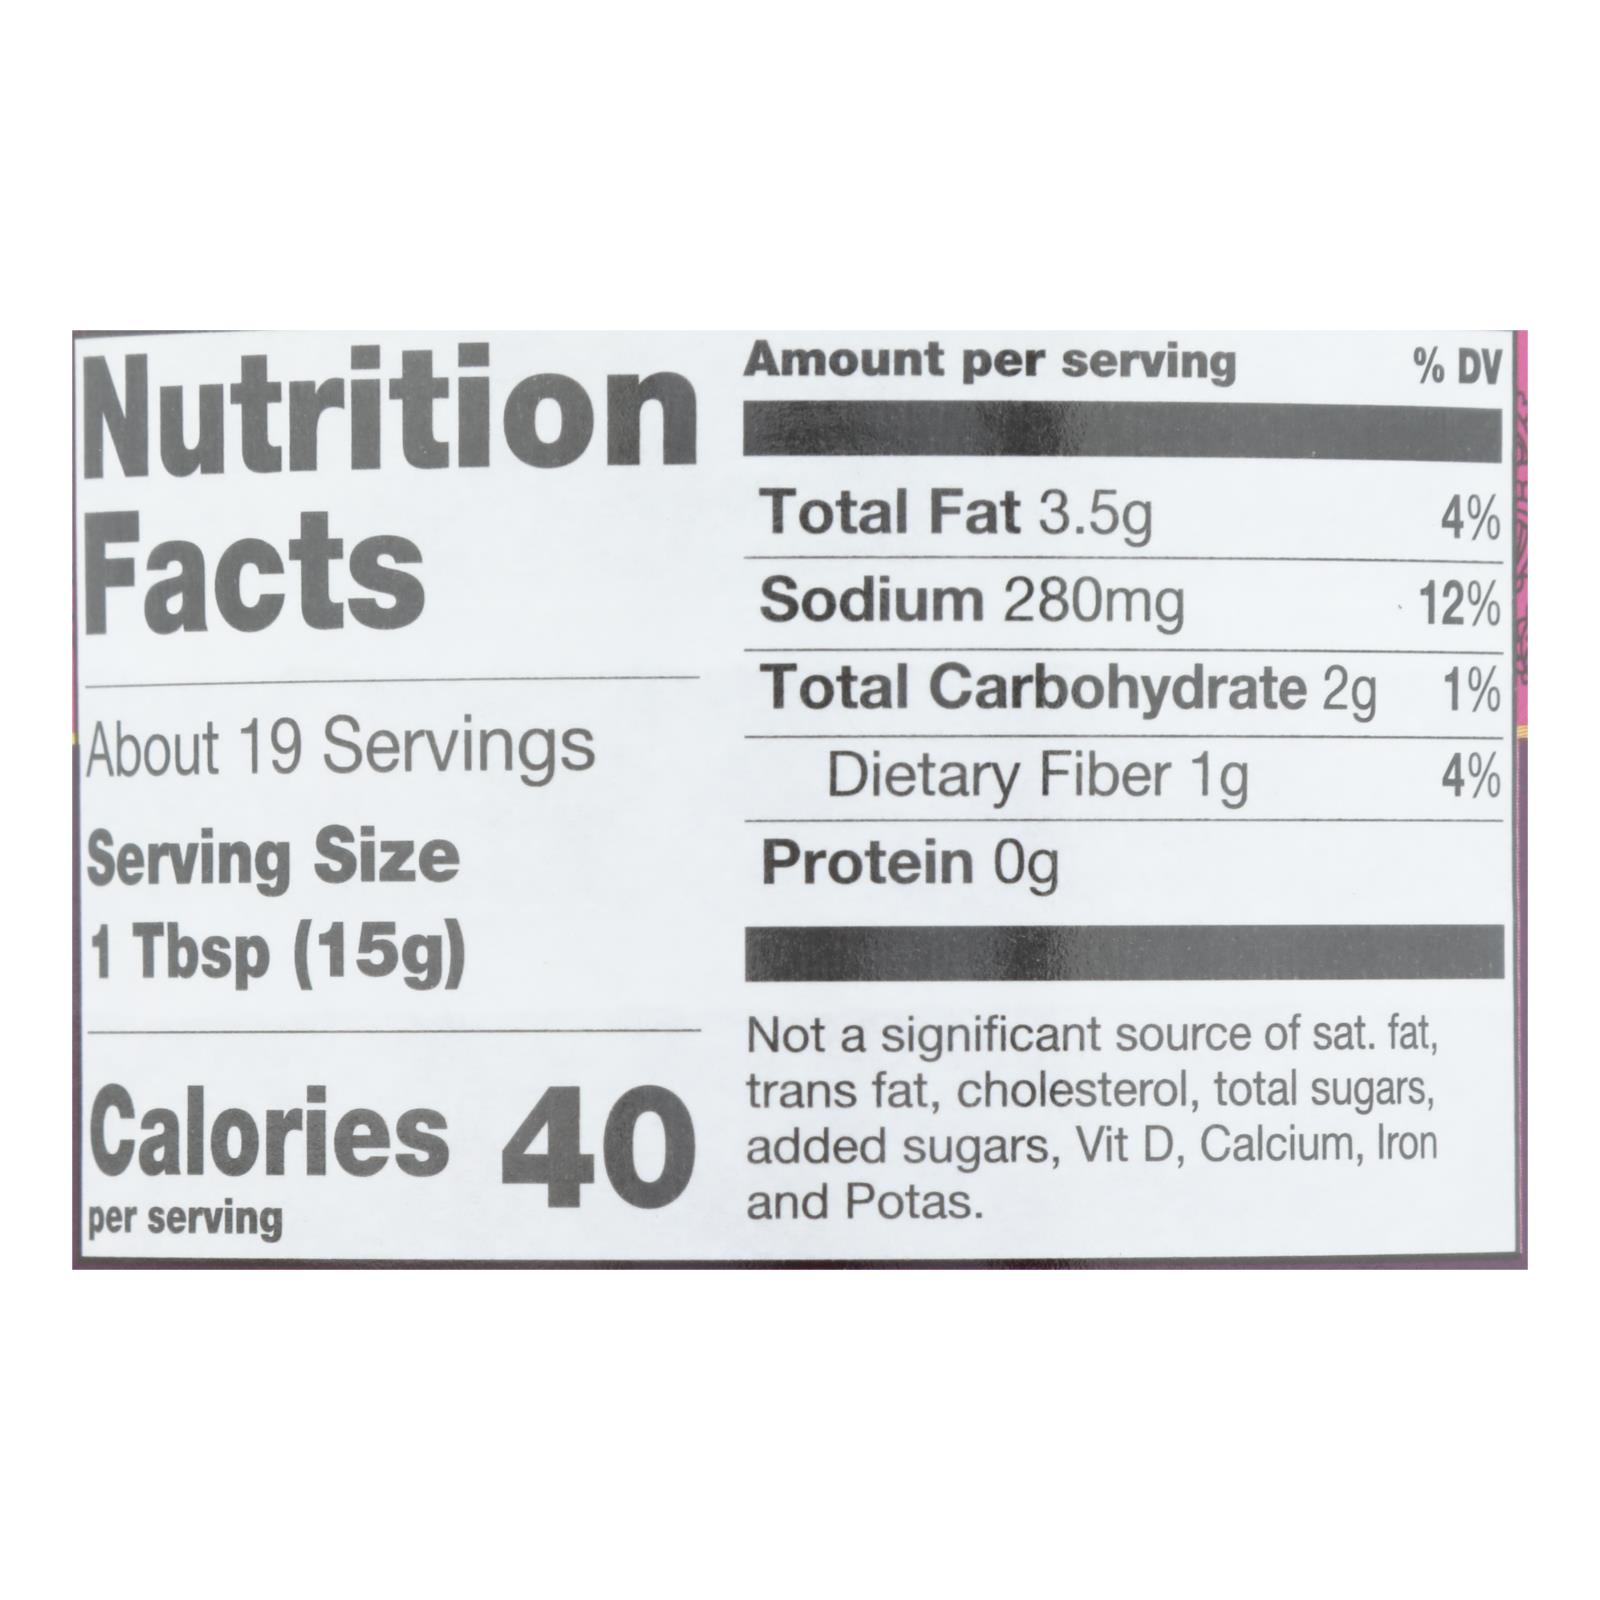 Nutrition
Facts
About 19 Servings
Serving Size
1 Tbsp (15g)
Calories 40
per serving
Amount per serving % DV
Total Fat 3.5g 4%
Sodium 280mg 12%
Total Carbohydrate 2g 1%
Dietary Fiber 1g 4%
Protein 0g
Not a significant source of sat. fat,
trans fat, cholesterol, total sugars,
added sugars, Vit D, Calcium, Iron
and Potas.